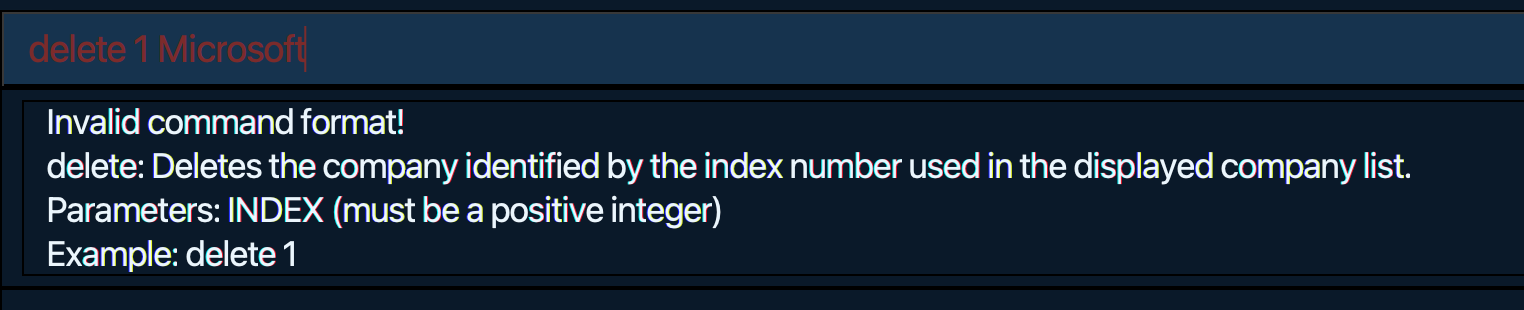 delete 1 Microsoft
Invalid command format!
delete: Deletes the company identified by the index number used in the displayed company list.
Parameters: INDEX (must be a positive integer)
Example: delete 1